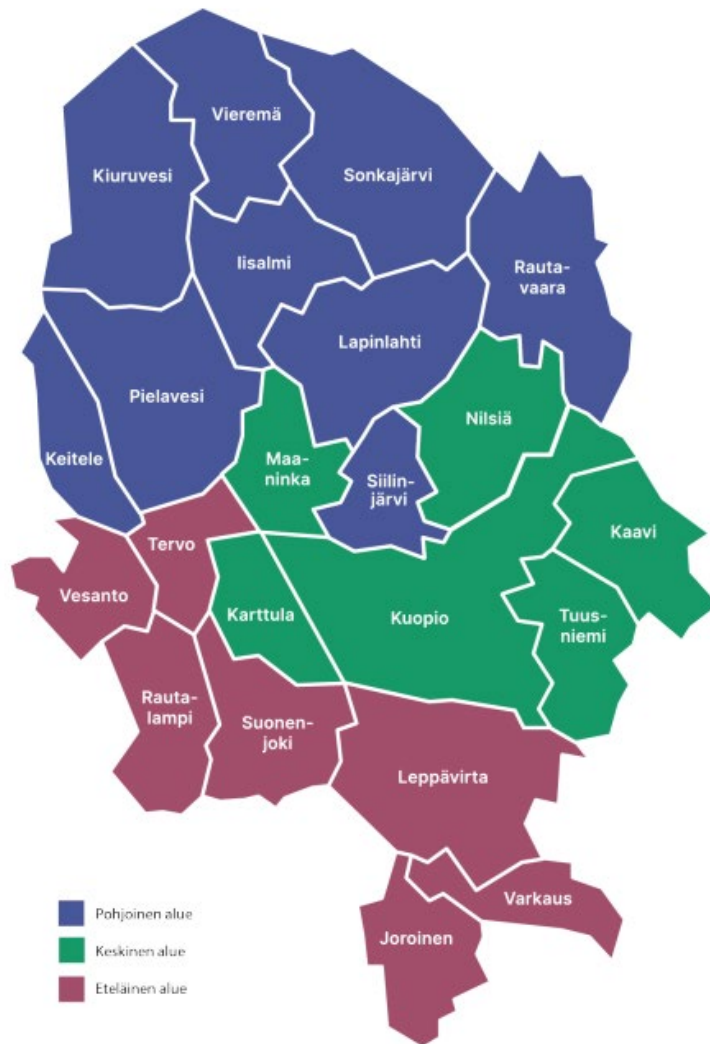 Vieremä
Kiuruvesi
Sonkajärvi
Iisalmi
Rauta-
vaara
Lapinlahti
Pielavesi
Nilsiä
Keitele
Maa-
ninka
Siilin-
järvi
Kaavi
Tervo
Vesanto
Karttula
Kuopio
Tuus-
niemi
Rauta-
lampi
Suonen-
joki
Leppävirta
Varkaus
Joroinen
Pohjoinen alue
Keskinen alue
Eteläinen alue